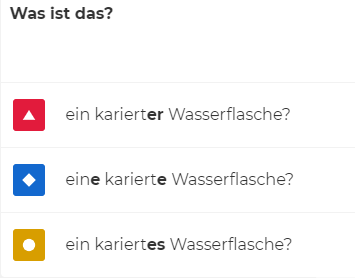 Was ist das?
ein karierter Wasserflasche?
eine karierte Wasserflasche?
ein kariertes Wasserflasche?